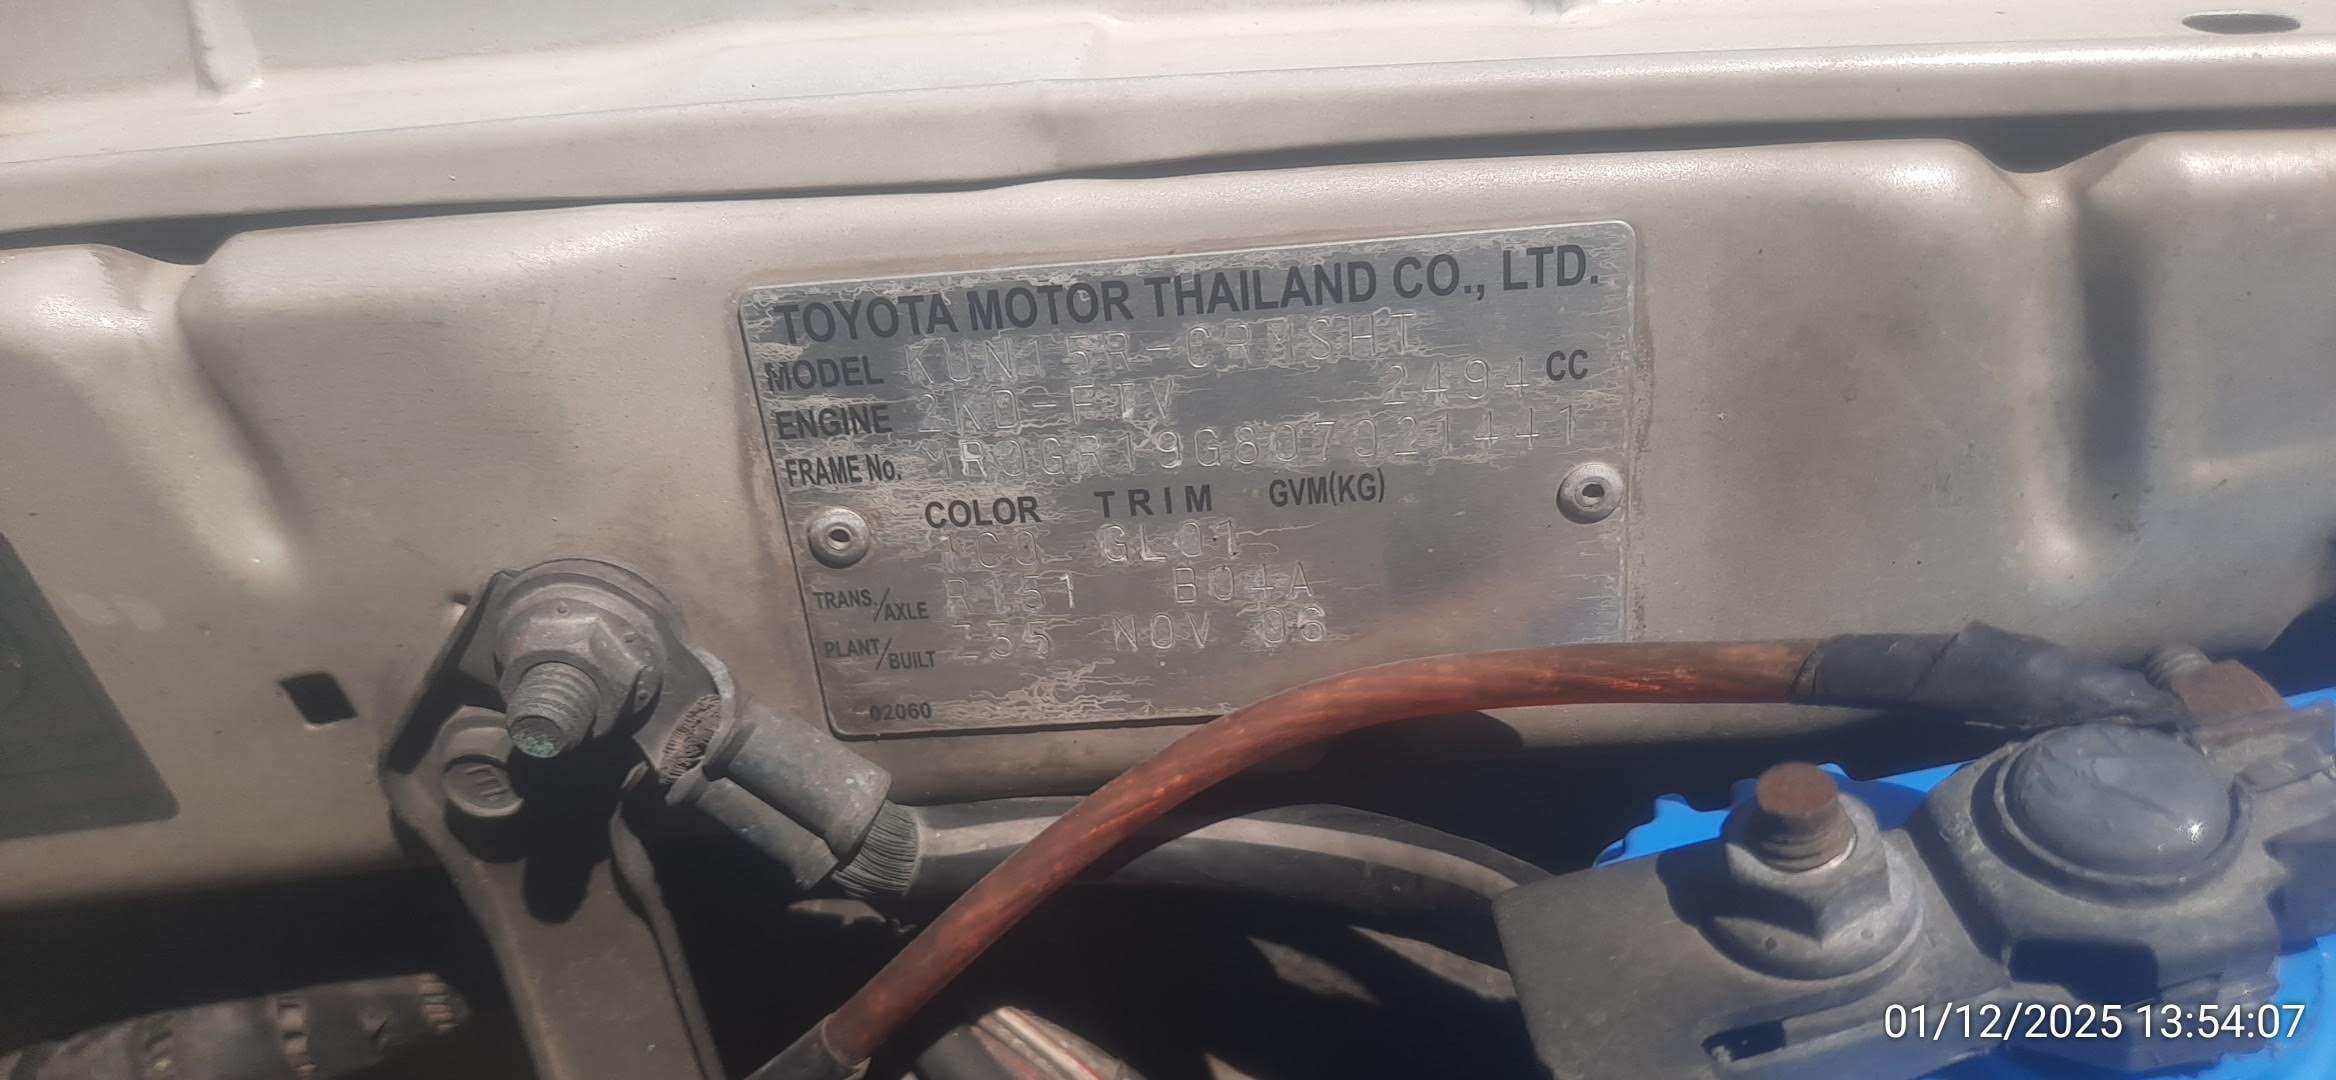 TOYOTA MOTOR THAILAND CO., LTD.
MODEL KUN15R-CRMSHT
ENGINE 2KD-FTV 2494 CC
FRAME No. MR0GR19G807021441
COLOR TRIM GVM(KG)
1C0 GL01
TRANS./AXLE R151 B04A
PLANT/BUILT Z35 NOV 06
02060
01/12/2025 13:54:07